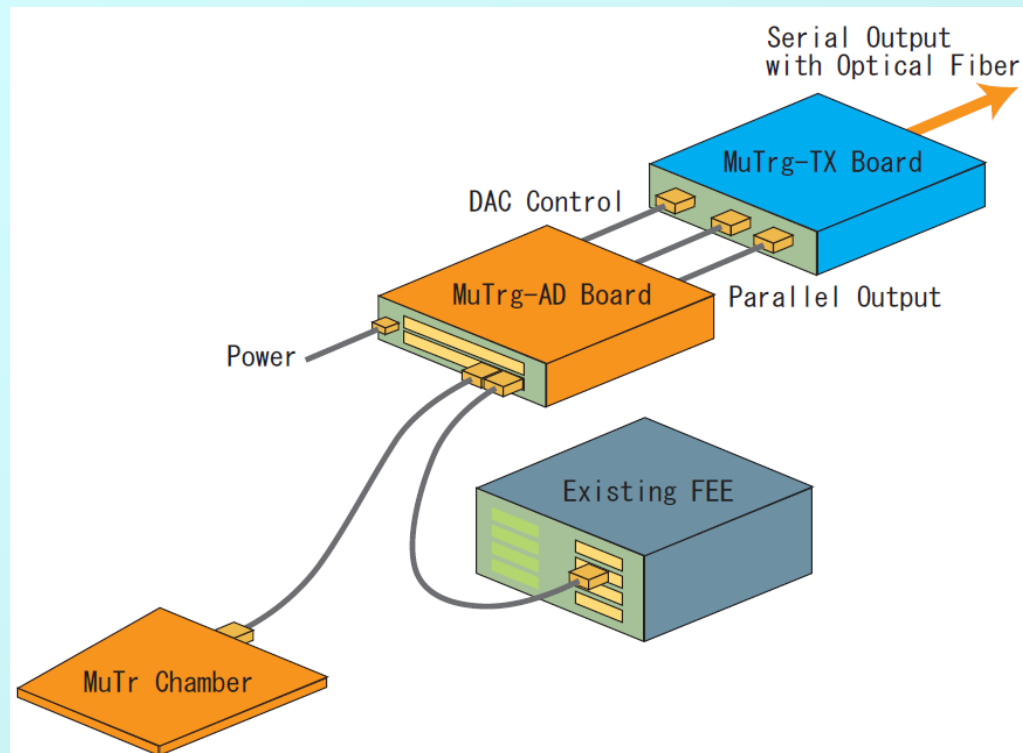 Serial Output
with Optical Fiber
MuTrg-TX Board
DAC Control
MuTrg-AD Board
Parallel Output
Power
Existing FEE
MuTr Chamber